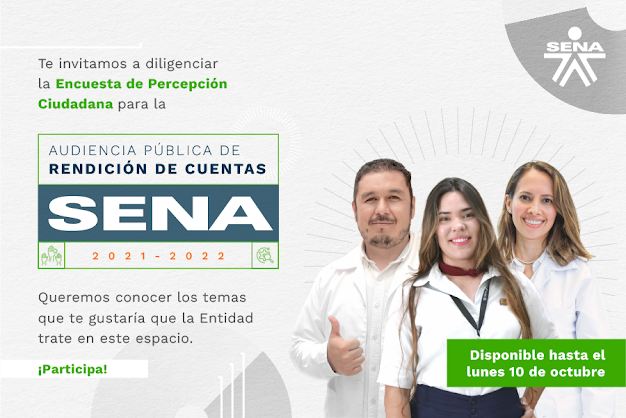 SENA
Te invitamos a diligenciar
la Encuesta de Percepción
Ciudadana para la
AUDIENCIA PÚBLICA DE
RENDICIÓN DE CUENTAS
SENA
2021-2022
Queremos conocer los temas
que te gustaría que la Entidad
trate en este espacio.
¡Participa!
Disponible hasta el
lunes 10 de octubre